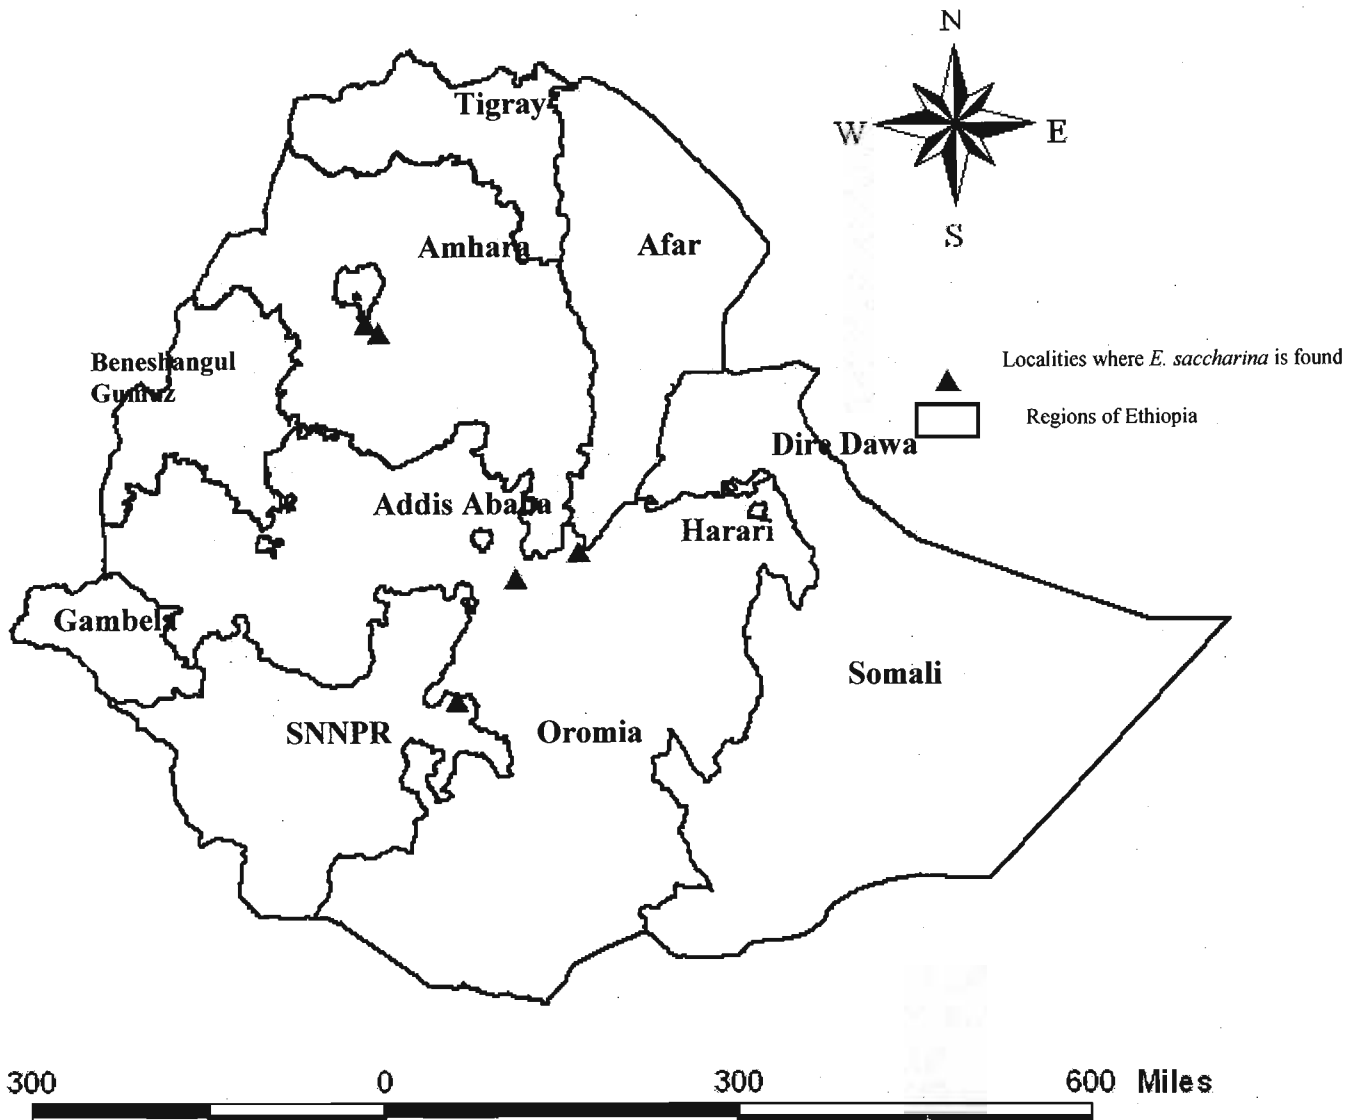 N
Tigray
W
E
S
Amhara
Afar
Beneshangul
Gumuz
Localities where E. saccharina is found
Regions of Ethiopia
Dire Dawa
Addis Ababa
Harari
Gambela
Somali
SNNPR
Oromia
300 0 300 600 Miles